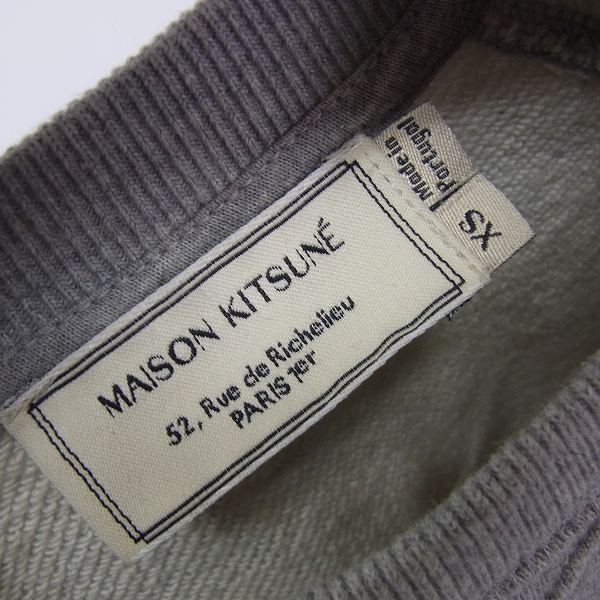 MAISON KITSUNÉ
52, Rue de Richelieu
PARIS 1er
Made in
Portugal
XS